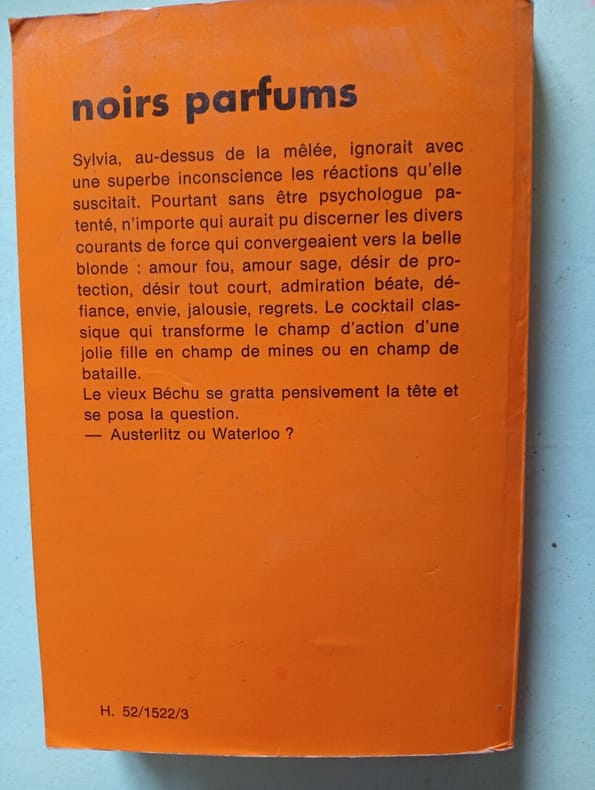 noirs parfums
Sylvia, au-dessus de la mêlée, ignorait avec
une superbe inconscience les réactions qu'elle
suscitait. Pourtant sans être psychologue pa-
tenté, n'importe qui aurait pu discerner les divers
courants de force qui convergeaient vers la belle
blonde : amour fou, amour sage, désir de pro-
tection, désir tout court, admiration béate, dé-
fiance, envie, jalousie, regrets. Le cocktail clas-
sique qui transforme le champ d'action d'une
jolie fille en champ de mines ou en champ de
bataille.
Le vieux Béchu se gratta pensivement la tête et
se posa la question.
— Austerlitz ou Waterloo ?
H. 52/1522/3